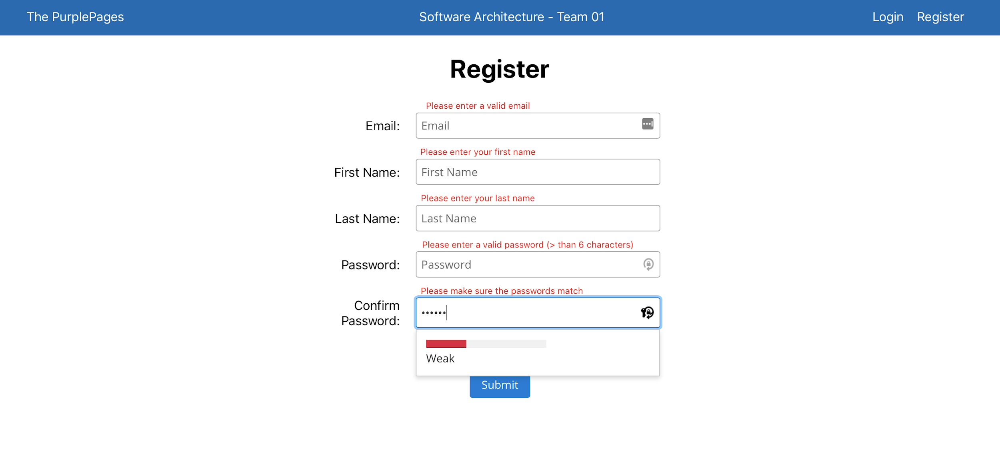 The PurplePages
Software Architecture - Team 01
Login
Register
Register
Please enter a valid email
Email:
Email
Please enter your first name
First Name:
First Name
Please enter your last name
Last Name:
Last Name
Please enter a valid password (> than 6 characters)
Password:
Password
Please make sure the passwords match
Confirm
Password:
••••••
Weak
Submit